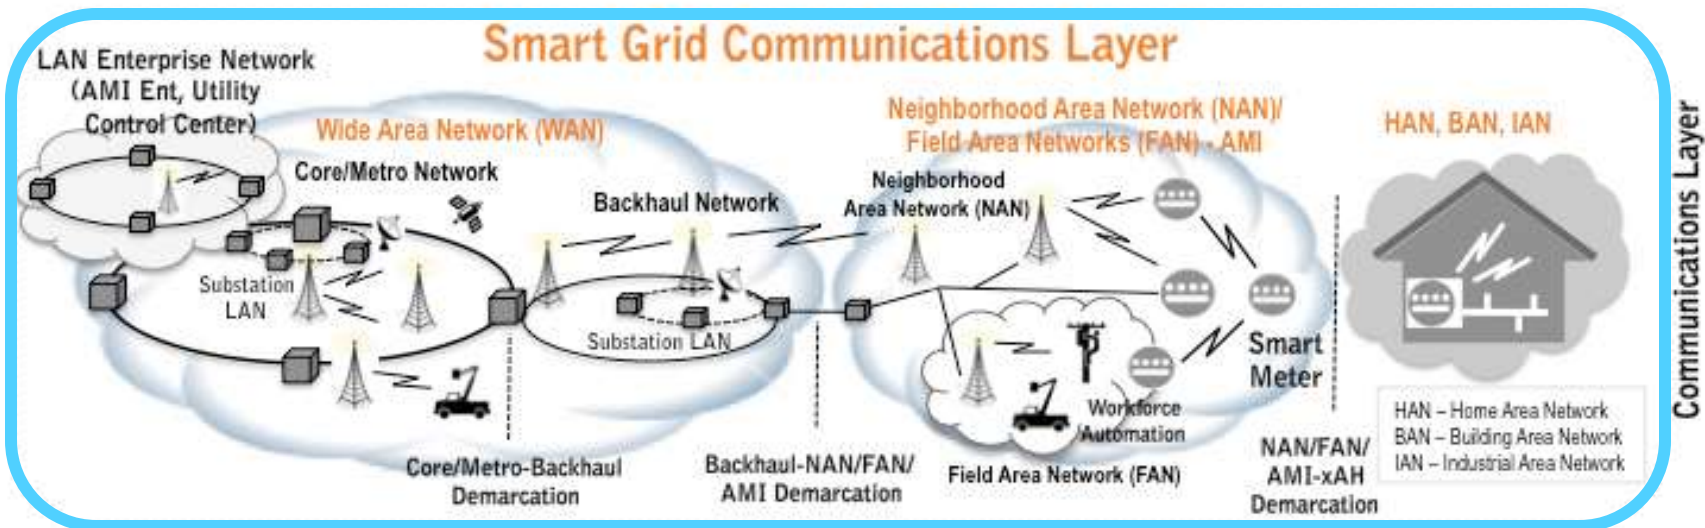 Smart Grid Communications Layer
LAN Enterprise Network
(AMI Ent, Utility
Control Center)
Wide Area Network (WAN)
Core/Metro Network
Backhaul Network
Substation
LAN
Substation LAN
Neighborhood Area Network (NAN)/
Field Area Networks (FAN) - AMI
Neighborhood
Area Network (NAN)
Smart
Meter
Workforce
/Automation
Field Area Network (FAN)
HAN, BAN, IAN
HAN – Home Area Network
BAN – Building Area Network
IAN – Industrial Area Network
Core/Metro-Backhaul
Demarcation
Backhaul-NAN/FAN/
AMI Demarcation
NAN/FAN/
AMI-xAH
Demarcation
Communications Layer